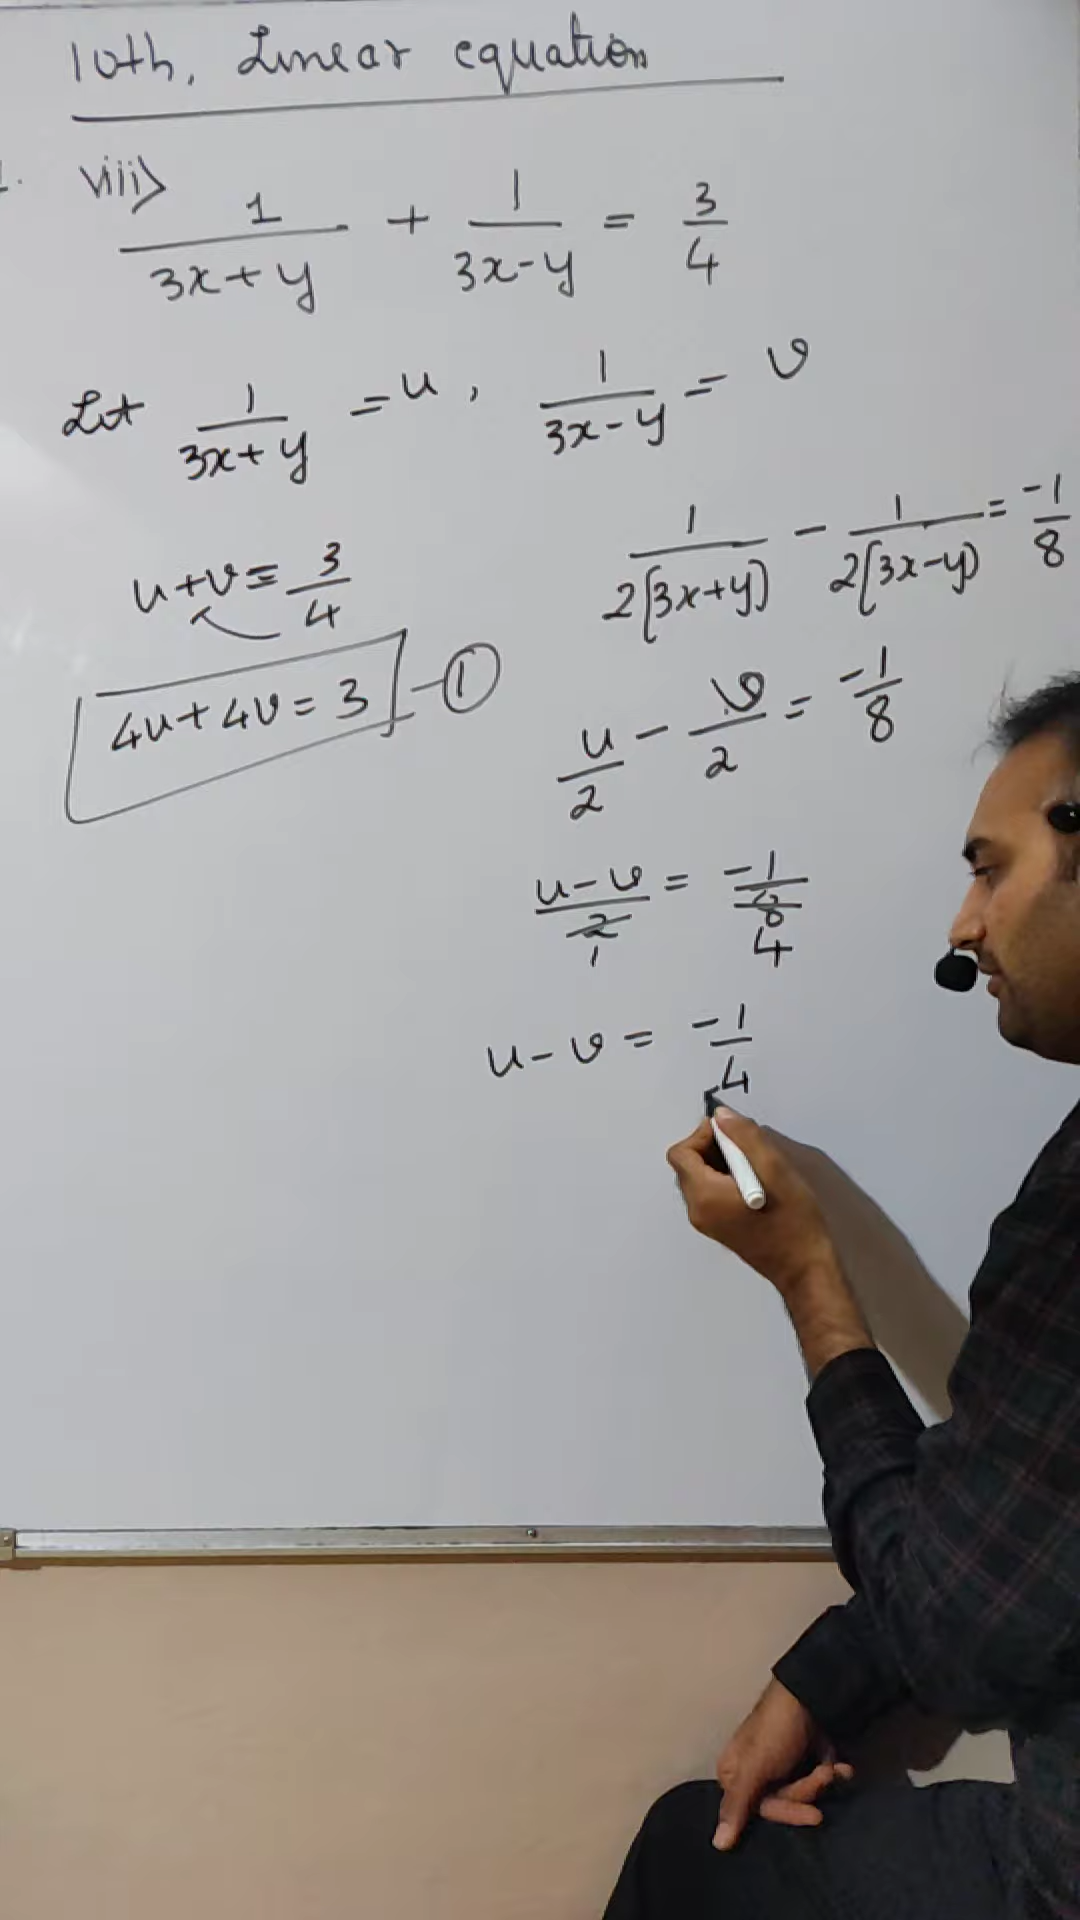 10th, Linear equation
viii>
1/(3x+y) + 1/(3x-y) = 3/4
Let 1/(3x+y) = u, 1/(3x-y) = v
u+v = 3/4
4u+4v = 3 - ①
1/2(3x+y) - 1/2(3x-y) = -1/8
u/2 - v/2 = -1/8
u-v/2 = -1/8
1 4
u-v = -1/4